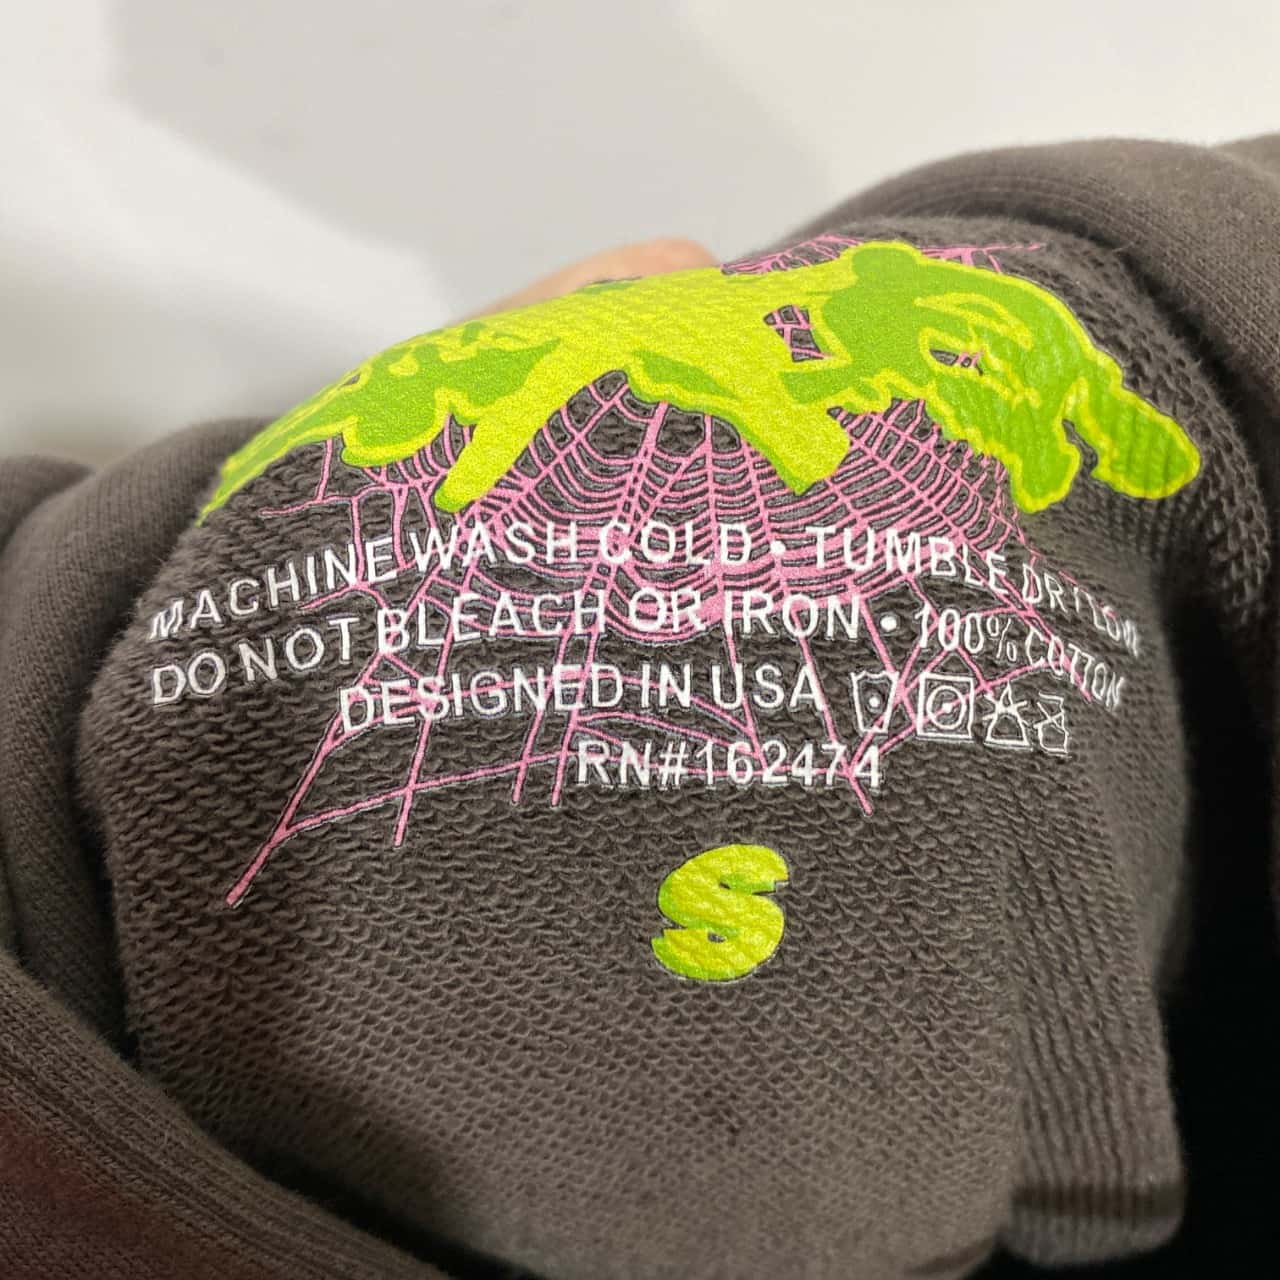 MACHINE WASH COLD • TUMBLE DRY LOW
DO NOT BLEACH OR IRON • 100% COTTON
DESIGNED IN USA
RN#162474
S